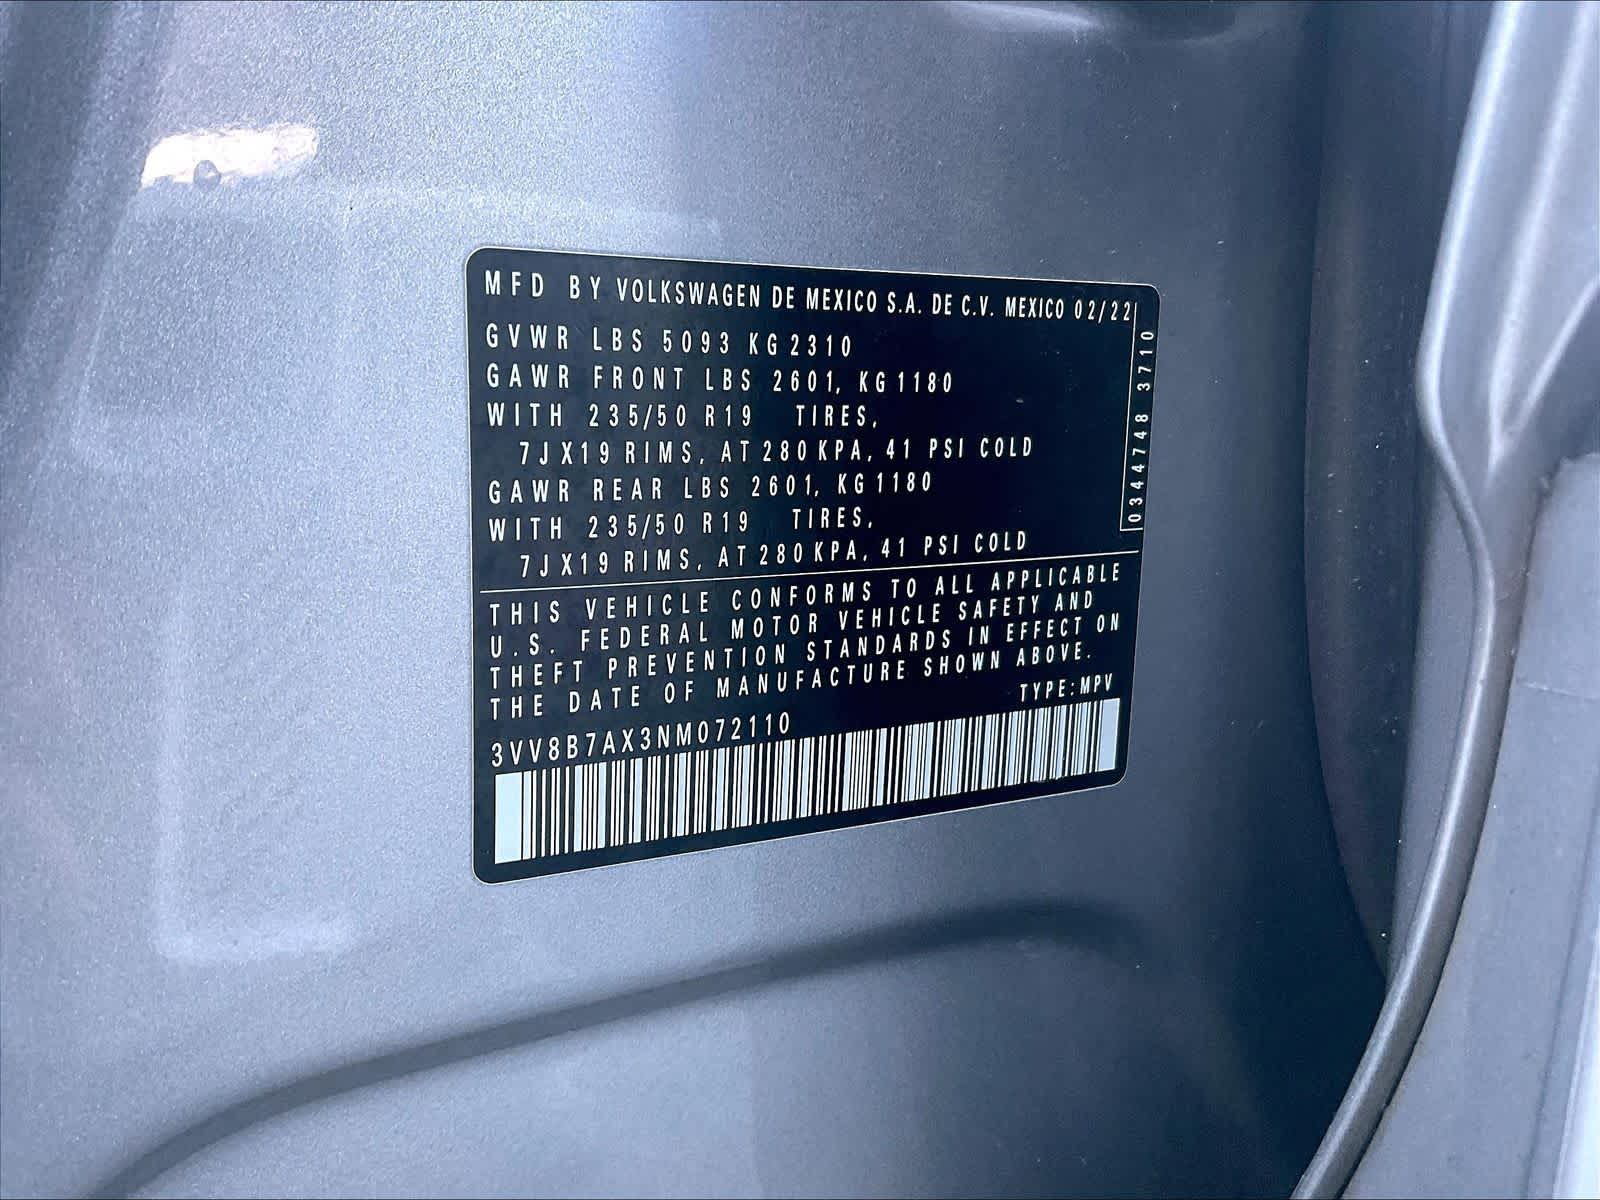 MFD BY VOLKSWAGEN DE MEXICO S.A. DE C.V. MEXICO 02/22
GVWR LBS 5093 KG 2310
GAWR FRONT LBS 2601, KG 1180
WITH 235/50 R19 TIRES,
7JX19 RIMS, AT 280 KPA, 41 PSI COLD
GAWR REAR LBS 2601, KG 1180
WITH 235/50 R19 TIRES,
7JX19 RIMS, AT 280 KPA, 41 PSI COLD
0344748 3710
THIS VEHICLE CONFORMS TO ALL APPLICABLE
U.S. FEDERAL MOTOR VEHICLE SAFETY AND
THEFT PREVENTION STANDARDS IN EFFECT ON
THE DATE OF MANUFACTURE SHOWN ABOVE.
TYPE: MPV
3VV8B7AX3NM072110